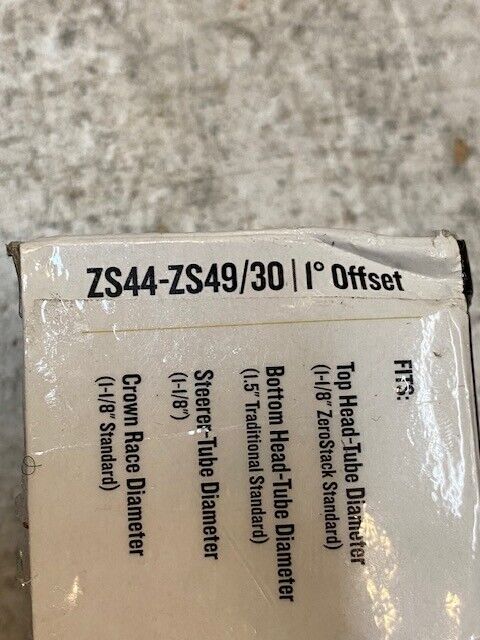 ZS44-ZS49/30 | 1° Offset
FITS:
Top Head-Tube Diameter
(1-1/8" ZeroStack Standard)
Bottom Head-Tube Diameter
(1.5" Traditional Standard)
Steerer-Tube Diameter
(1-1/8")
Crown Race Diameter
(1-1/8" Standard)